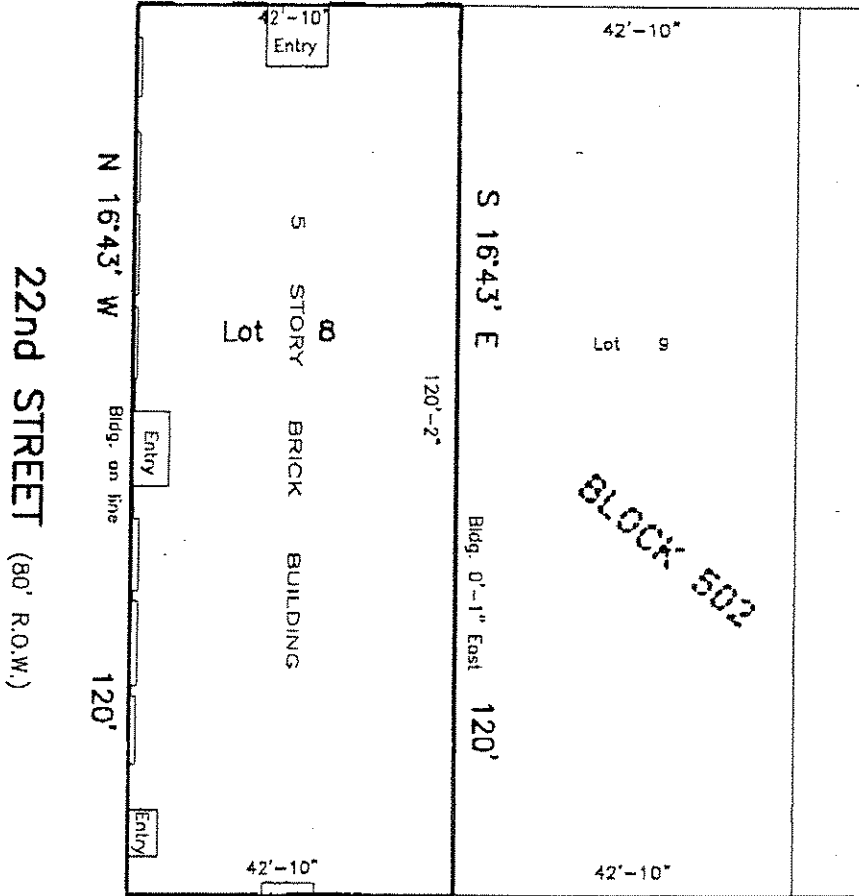 42'-10"
Entry
42'-10"
N 16°43' W
S 16°43' E
5 STORY BRICK BUILDING
Lot 8
Lot 9
120'-2"
22nd STREET (80' R.O.W.)
Bldg. on line
Entry
BLOCK 502
Bldg. 0'-1" East
120'
120'
Entry
42'-10"
42'-10"